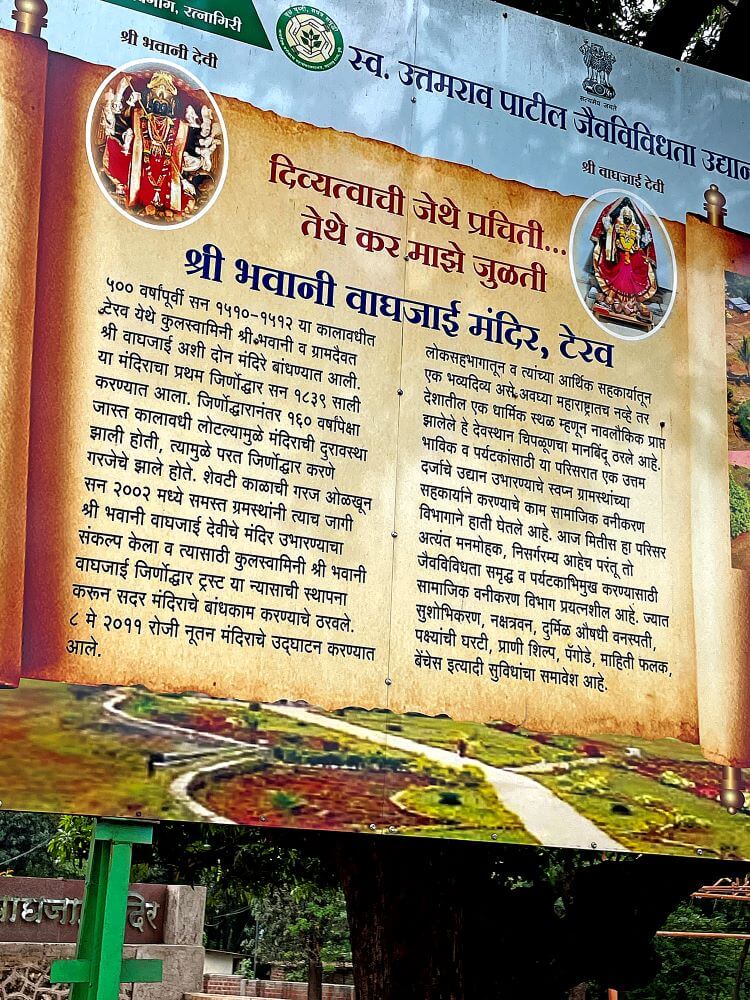 रत्नागिरी
श्री भवानी देवी
सत्यमेव जयते
स्व. उत्तमराव पाटील जैवविविधता उद्यान
श्री वाघजाई देवी
दिव्यत्वाची जेथे प्रचिती...
तेथे कर माझे जुळती
श्री भवानी वाघजाई मंदिर, टेरव
५०० वर्षांपूर्वी सन १५१०-१५१२ या कालावधीत
टेरव येथे कुलस्वामिनी श्री भवानी व ग्रामदैवत
श्री वाघजाई अशी दोन मंदिरे बांधण्यात आली.
या मंदिराचा प्रथम जिर्णोद्धार सन १८३९ साली
करण्यात आला. जिर्णोद्धारानंतर १६० वर्षांपेक्षा
जास्त कालावधी लोटल्यामुळे मंदिराची दुरावस्था
झाली होती, त्यामुळे परत जिर्णोद्धार करणे
गरजेचे झाले होते. शेवटी काळाची गरज ओळखून
सन २००२ मध्ये समस्त ग्रमस्थांनी त्याच जागी
श्री भवानी वाघजाई देवीचे मंदिर उभारण्याचा
संकल्प केला व त्यासाठी कुलस्वामिनी श्री भवानी
वाघजाई जिर्णोद्धार ट्रस्ट या न्यासाची स्थापना
करून सदर मंदिराचे बांधकाम करण्याचे ठरवले.
८ मे २०११ रोजी नूतन मंदिराचे उद्घाटन करण्यात
आले.
लोकसहभागातून व त्यांच्या आर्थिक सहकार्यातून
एक भव्यदिव्य असे अवघ्या महाराष्ट्रातच नव्हे तर
देशातील एक धार्मिक स्थळ म्हणून नावलौकिक प्राप्त
झालेले हे देवस्थान चिपळूणचा मानबिंदू ठरले आहे.
भाविक व पर्यटकांसाठी या परिसरात एक उत्तम
दर्जाचे उद्यान उभारण्याचे स्वप्न ग्रामस्थांच्या
सहकार्याने करण्याचे काम सामाजिक वनीकरण
विभागाने हाती घेतले आहे. आज मितीस हा परिसर
अत्यंत मनमोहक, निसर्गरम्य आहेच परंतू तो
जैवविविधता समृद्ध व पर्यटकाभिमुख करण्यासाठी
सामाजिक वनीकरण विभाग प्रयत्नशील आहे. ज्यात
सुशोभिकरण, नक्षत्रवन, दुर्मिळ औषधी वनस्पती,
पक्ष्यांची घरटी, प्राणी शिल्प, पॅगोडे, माहिती फलक,
बेंचेस इत्यादी सुविधांचा समावेश आहे.